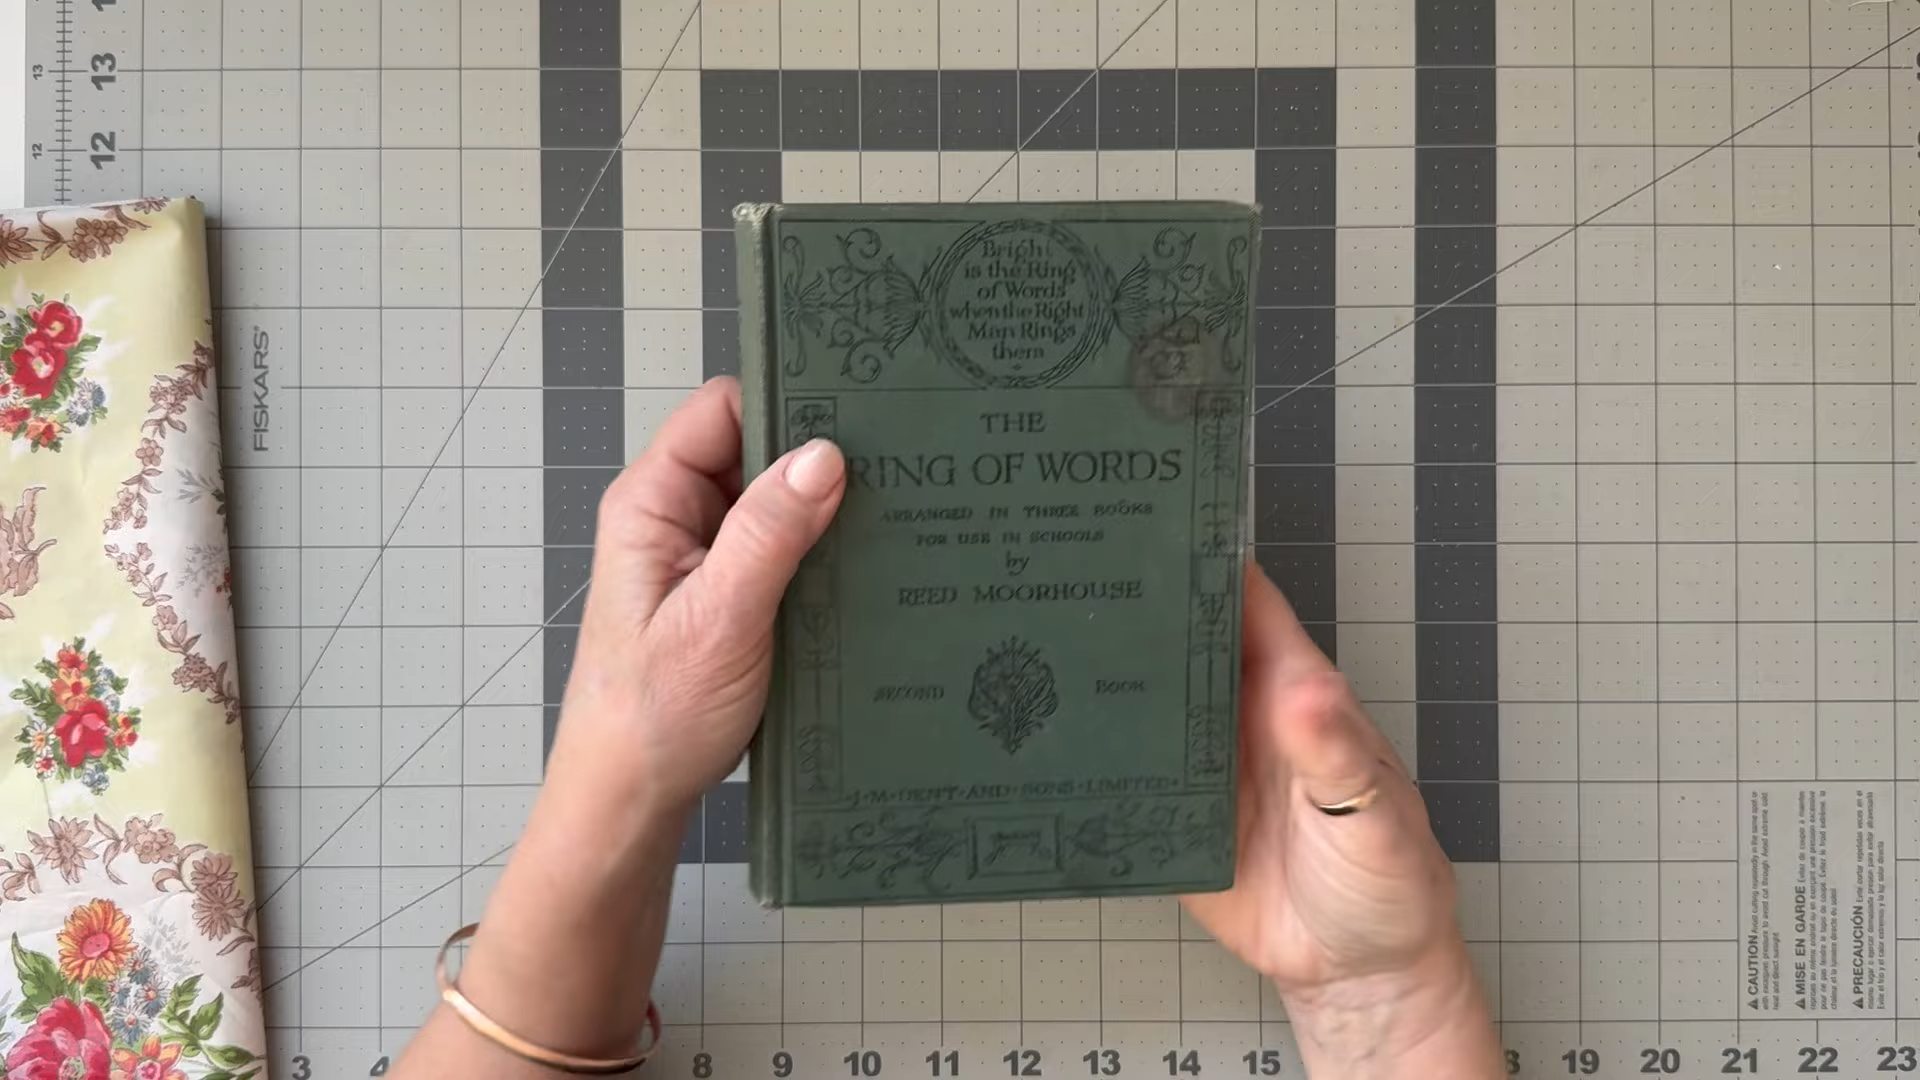 Bright
is the Ring
of Words
when the Right
Man Rings
them
THE
RING OF WORDS
ARRANGED IN THREE BOOKS
FOR USE IN SCHOOLS
by
REED MOORHOUSE
SECOND BOOK
·J·M·DENT·AND·SONS·LIMITED·
FISKARS
13
13
12
12
3 4 8 9 10 11 12 13 14 15 19 20 21 22 23
CAUTION
MISE EN GARDE
PRECAUCIÓN